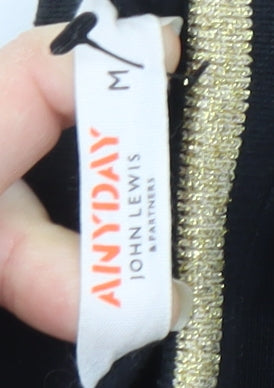 M
ANYDAY
JOHN LEWIS
& PARTNERS